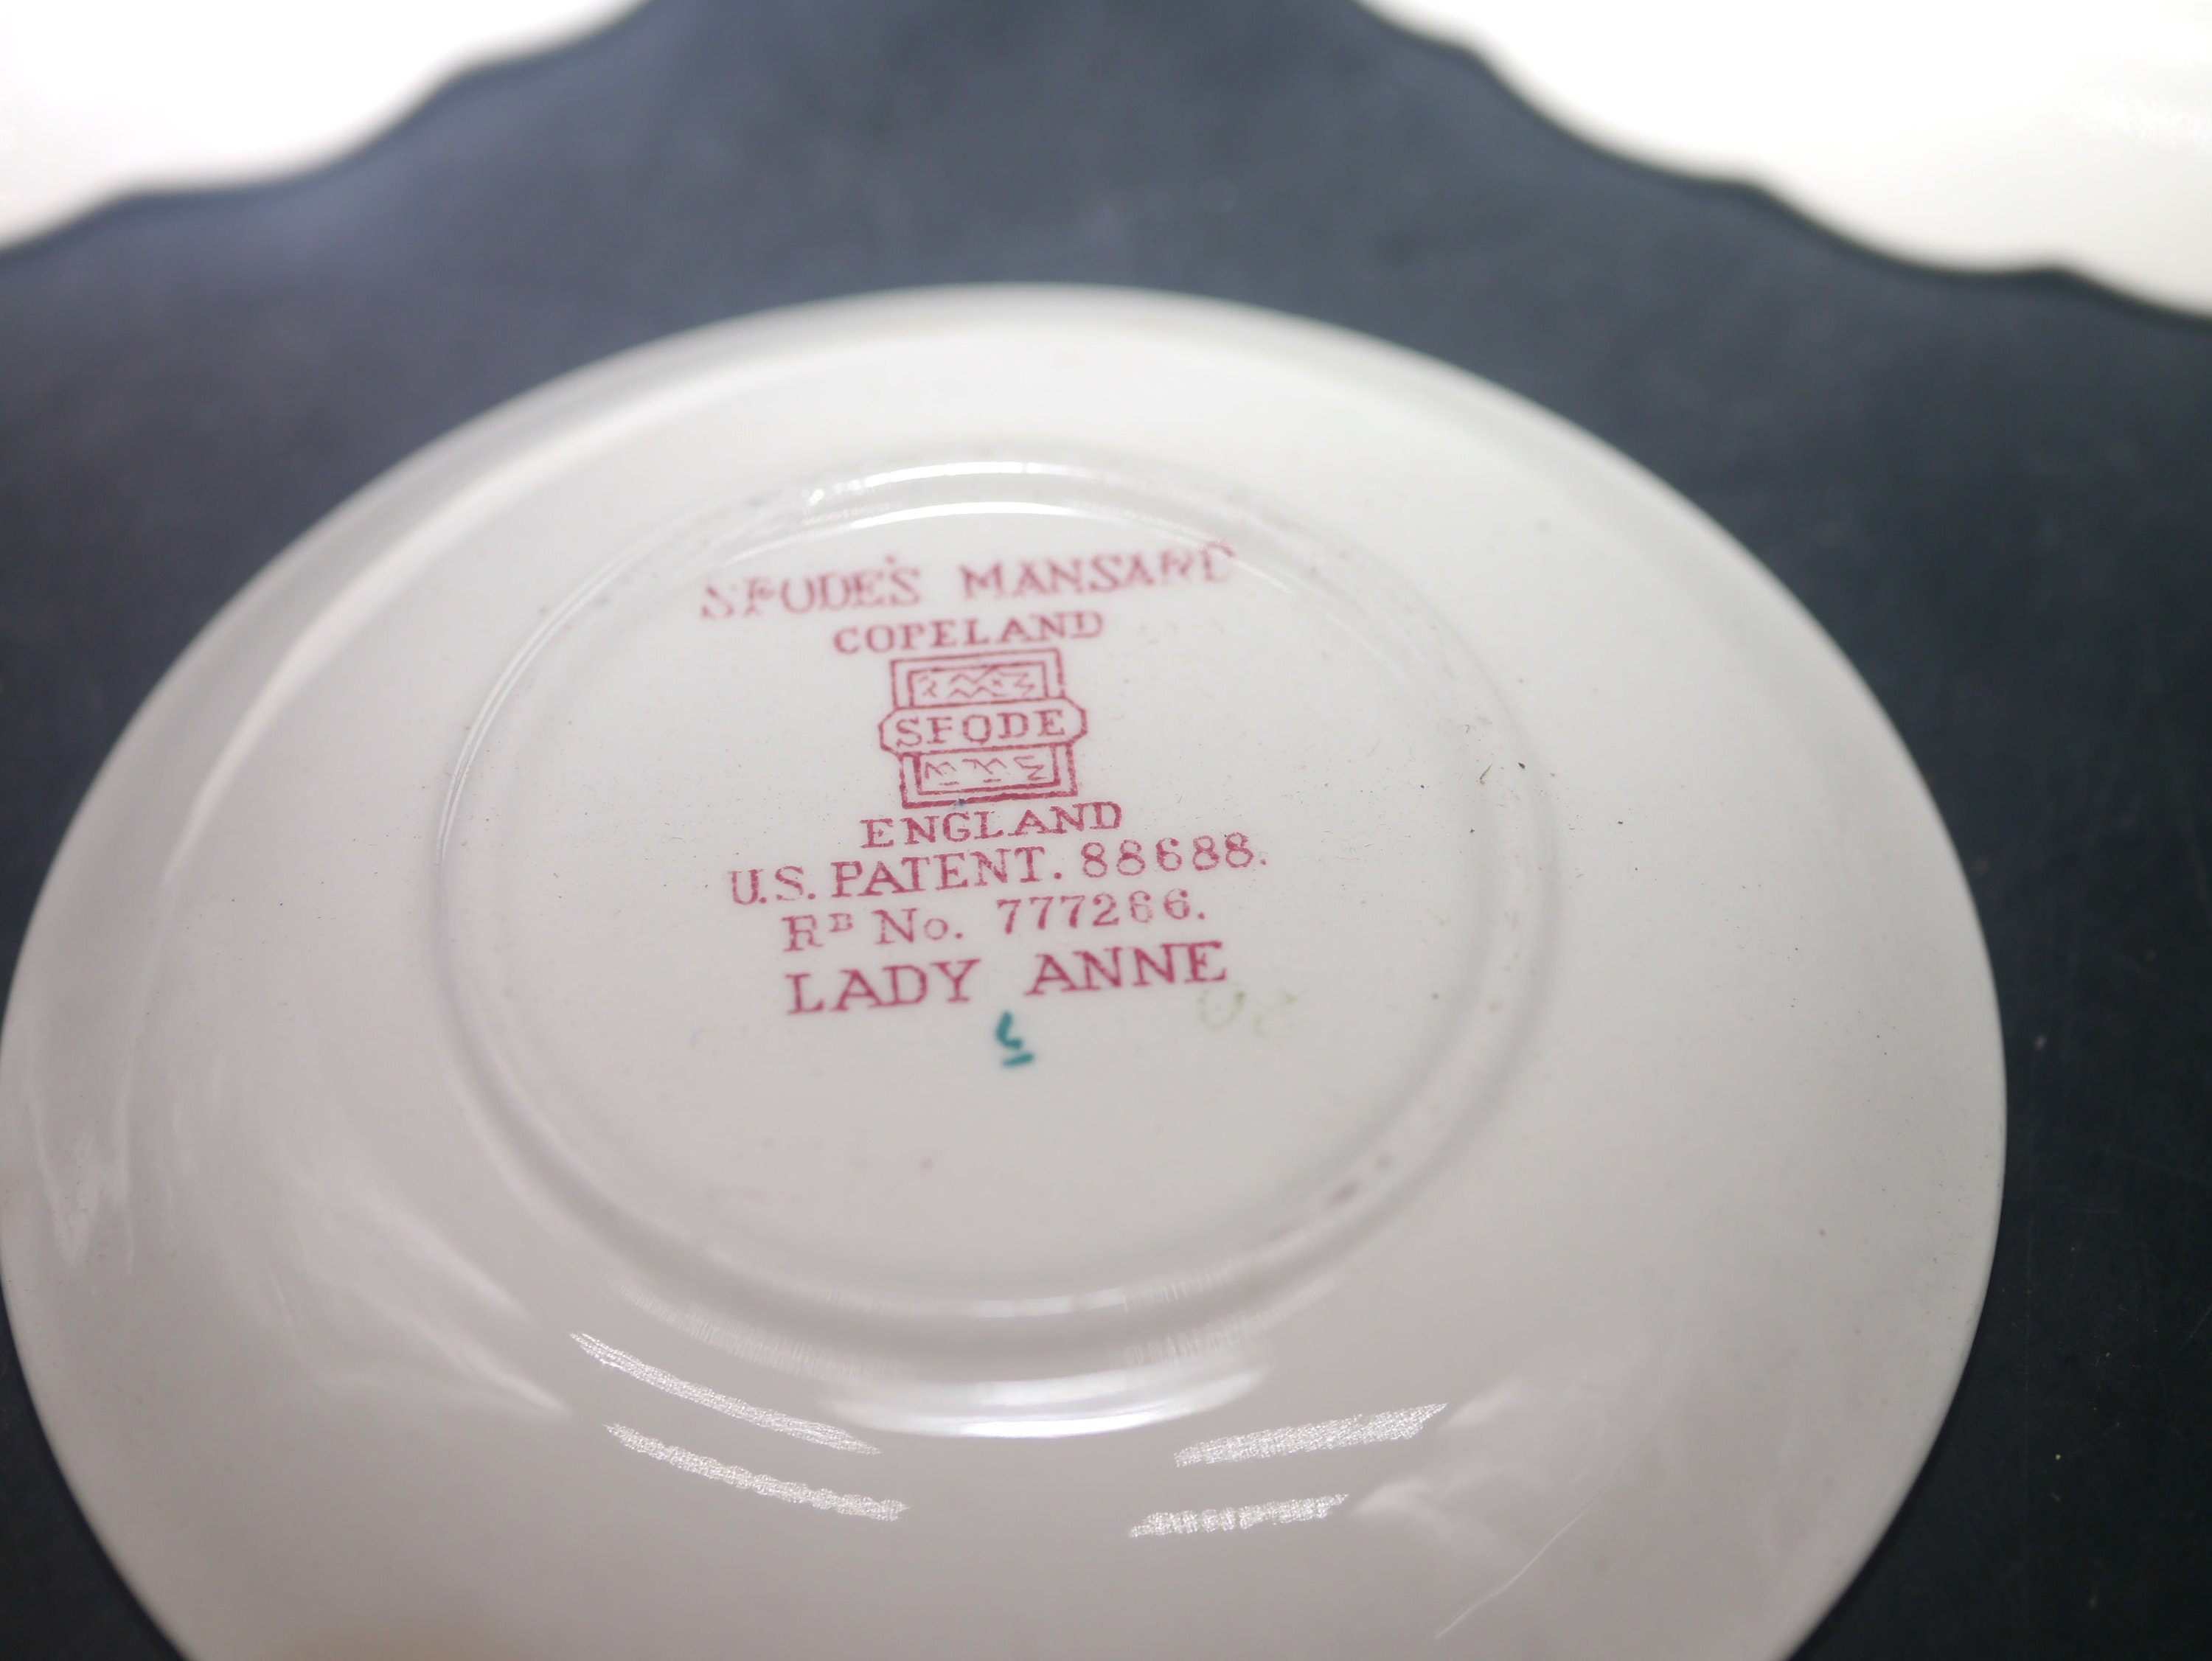 SPODE'S MANSARD
COPELAND
SPODE
ENGLAND
U.S. PATENT. 88688.
RD No. 777266.
LADY ANNE